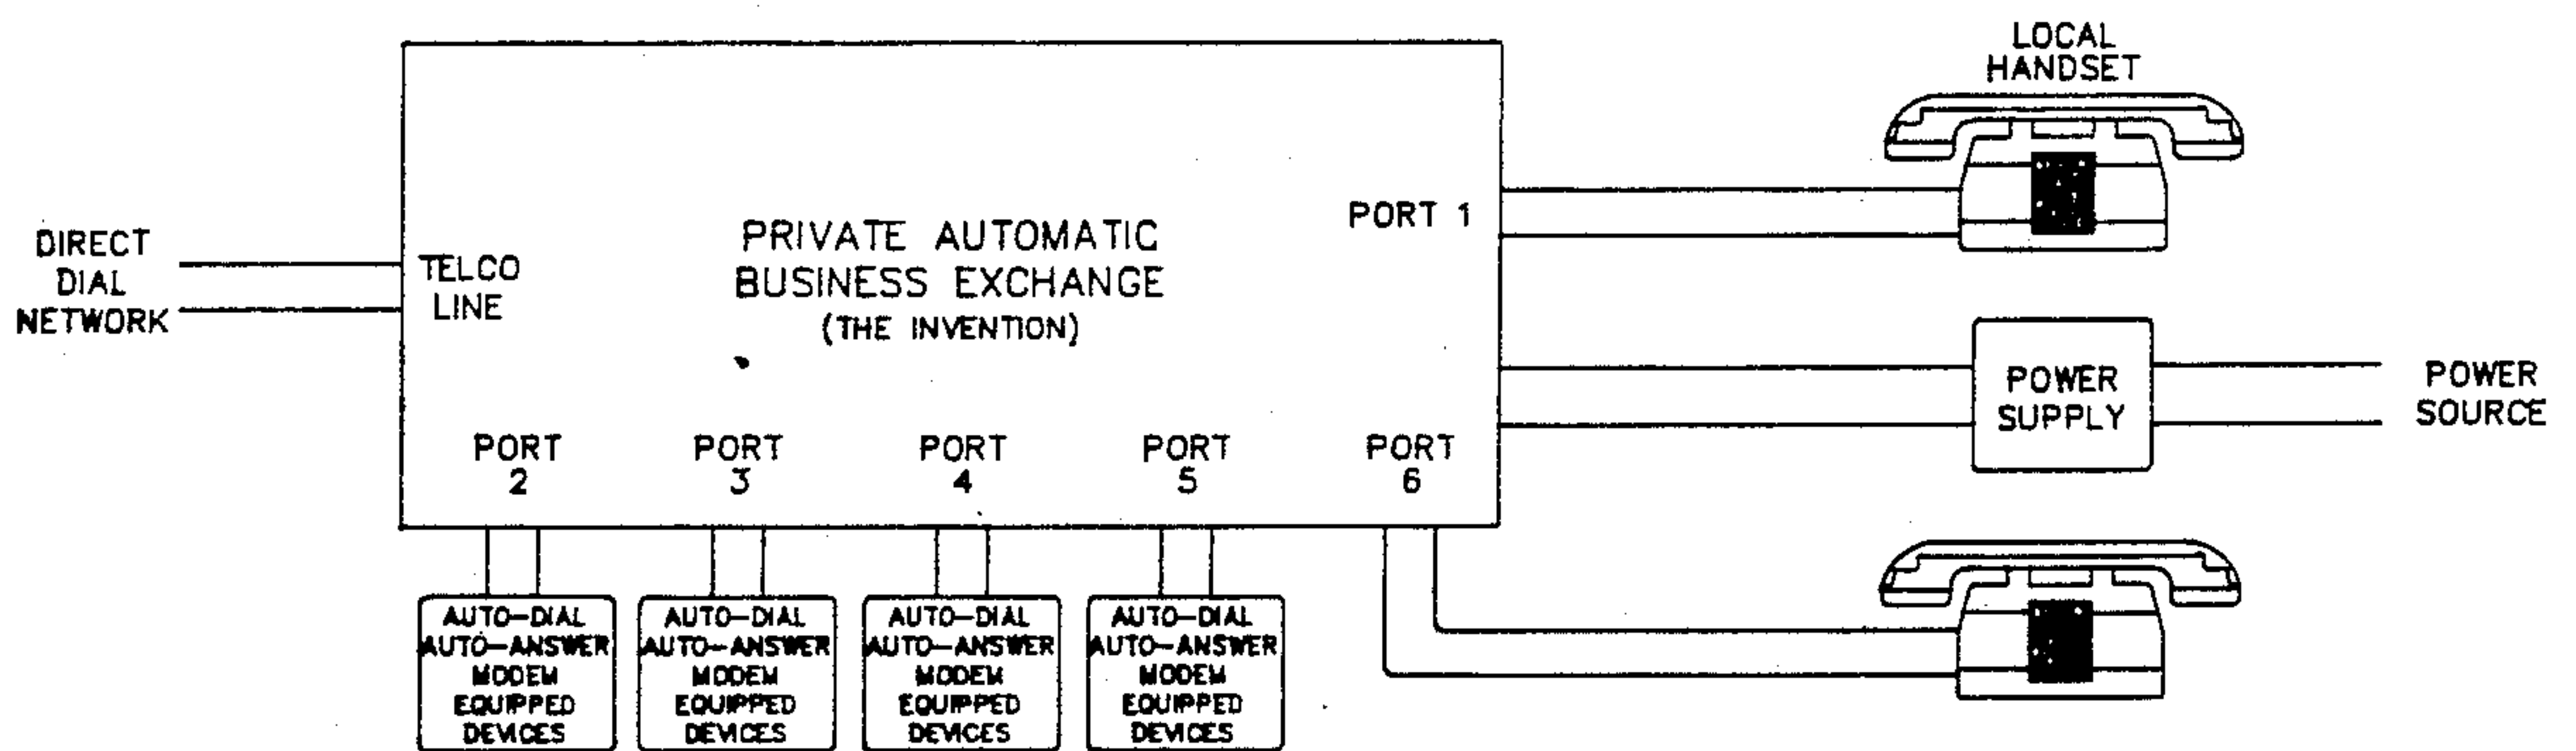 LOCAL
HANDSET
DIRECT
DIAL
NETWORK
TELCO
LINE
PRIVATE AUTOMATIC
BUSINESS EXCHANGE
(THE INVENTION)
PORT 1
POWER
SUPPLY
POWER
SOURCE
PORT
2
PORT
3
PORT
4
PORT
5
PORT
6
AUTO-DIAL
AUTO-ANSWER
MODEM
EQUIPPED
DEVICES
AUTO-DIAL
AUTO-ANSWER
MODEM
EQUIPPED
DEVICES
AUTO-DIAL
AUTO-ANSWER
MODEM
EQUIPPED
DEVICES
AUTO-DIAL
AUTO-ANSWER
MODEM
EQUIPPED
DEVICES